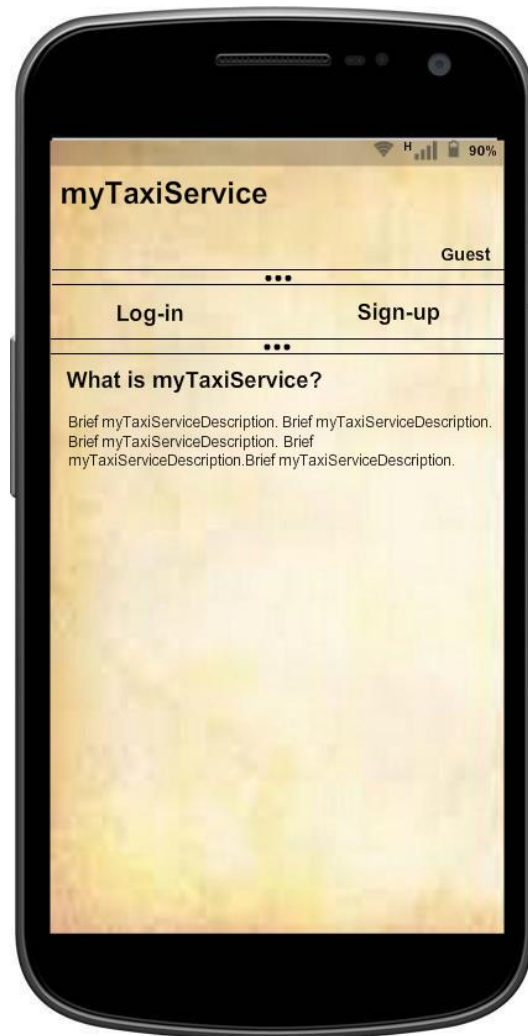 H 90%
myTaxiService
Guest
Log-in Sign-up
What is myTaxiService?
Brief myTaxiServiceDescription. Brief myTaxiServiceDescription.
Brief myTaxiServiceDescription. Brief
myTaxiServiceDescription.Brief myTaxiServiceDescription.